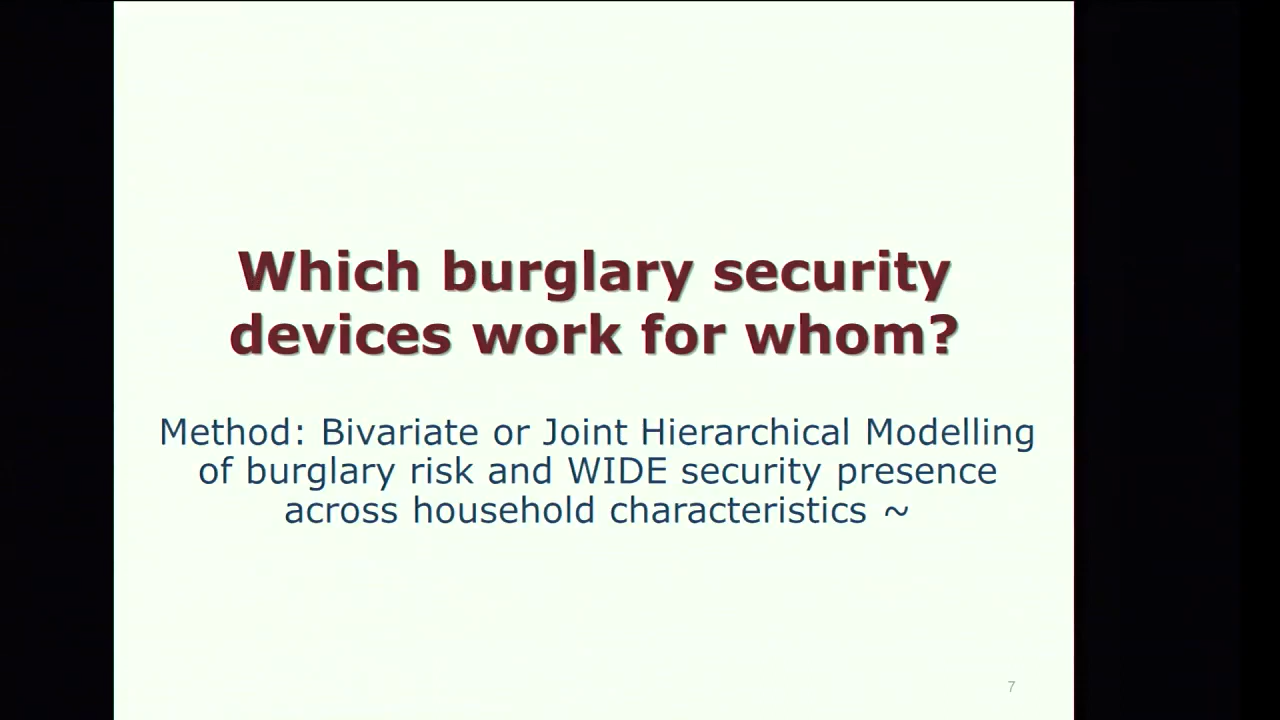 Which burglary security
devices work for whom?
Method: Bivariate or Joint Hierarchical Modelling
of burglary risk and WIDE security presence
across household characteristics ~
7